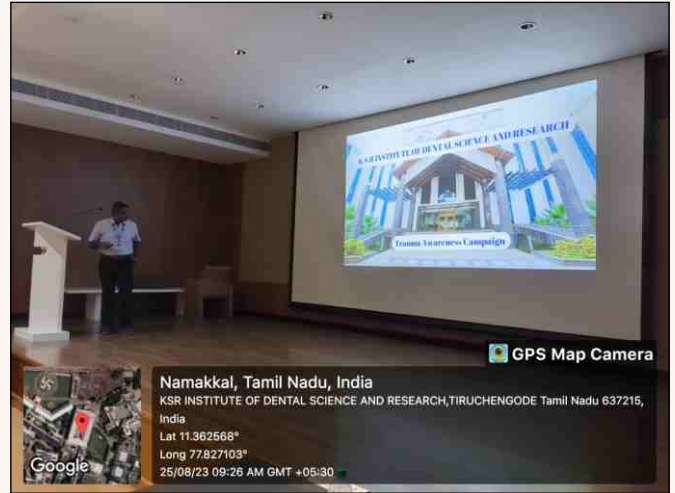 K.S.R INSTITUTE OF DENTAL SCIENCE AND RESEARCH
Trauma Awareness Campaign
GPS Map Camera
Namakkal, Tamil Nadu, India
KSR INSTITUTE OF DENTAL SCIENCE AND RESEARCH,TIRUCHENGODE Tamil Nadu 637215,
India
Lat 11.362568°
Long 77.827103°
25/08/23 09:26 AM GMT +05:30
Google